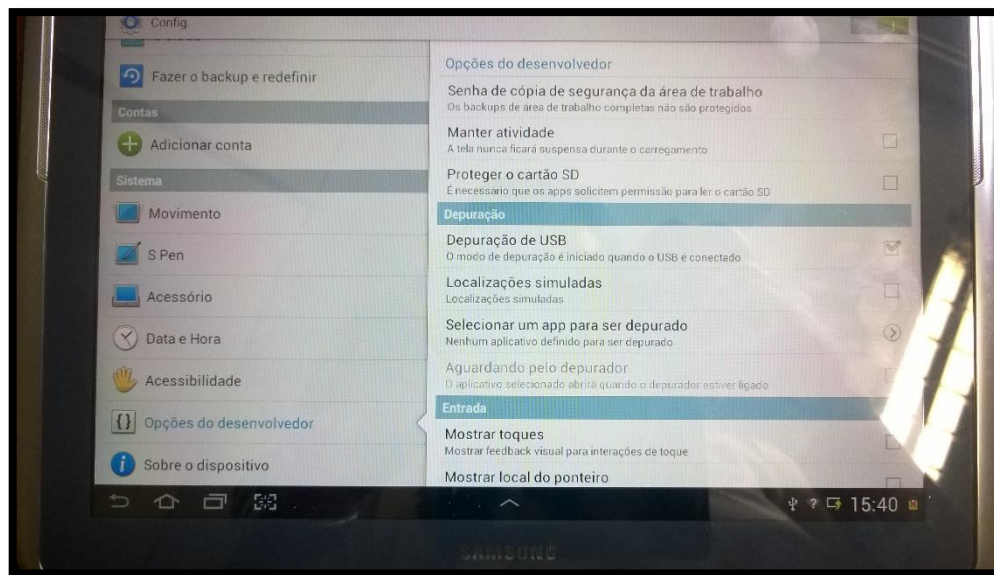 Config.
Fazer o backup e redefinir
Contas
Adicionar conta
Sistema
Movimento
S Pen
Acessório
Data e Hora
Acessibilidade
Opções do desenvolvedor
Sobre o dispositivo
Opções do desenvolvedor
Senha de cópia de segurança da área de trabalho
Os backups de área de trabalho completas não são protegidos
Manter atividade
A tela nunca ficará suspensa durante o carregamento
Proteger o cartão SD
É necessário que os apps solicitem permissão para ler o cartão SD
Depuração
Depuração de USB
O modo de depuração é iniciado quando o USB é conectado
Localizações simuladas
Localizações simuladas
Selecionar um app para ser depurado
Nenhum aplicativo definido para ser depurado
Aguardando pelo depurador
O aplicativo selecionado abrirá quando o depurador estiver ligado
Entrada
Mostrar toques
Mostrar feedback visual para interações de toque
Mostrar local do ponteiro
15:40
SAMSUNG